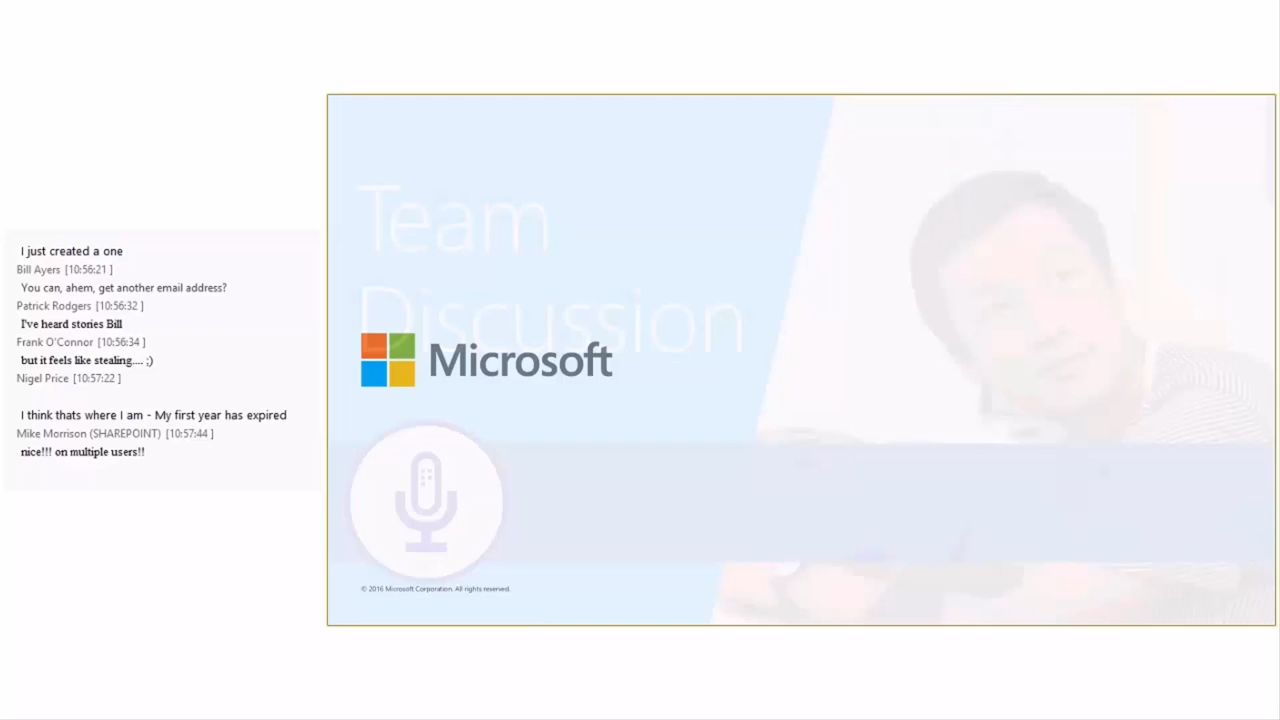 I just created a one
Bill Ayers [10:56:21 ]
You can, ahem, get another email address?
Patrick Rodgers [10:56:32 ]
I've heard stories Bill
Frank O'Connor [10:56:34 ]
but it feels like stealing.... ;)
Nigel Price [10:57:22 ]
I think thats where I am - My first year has expired
Mike Morrison (SHAREPOINT) [10:57:44 ]
nice!!! on multiple users!!
Team
Discussion
Microsoft
© 2016 Microsoft Corporation. All rights reserved.